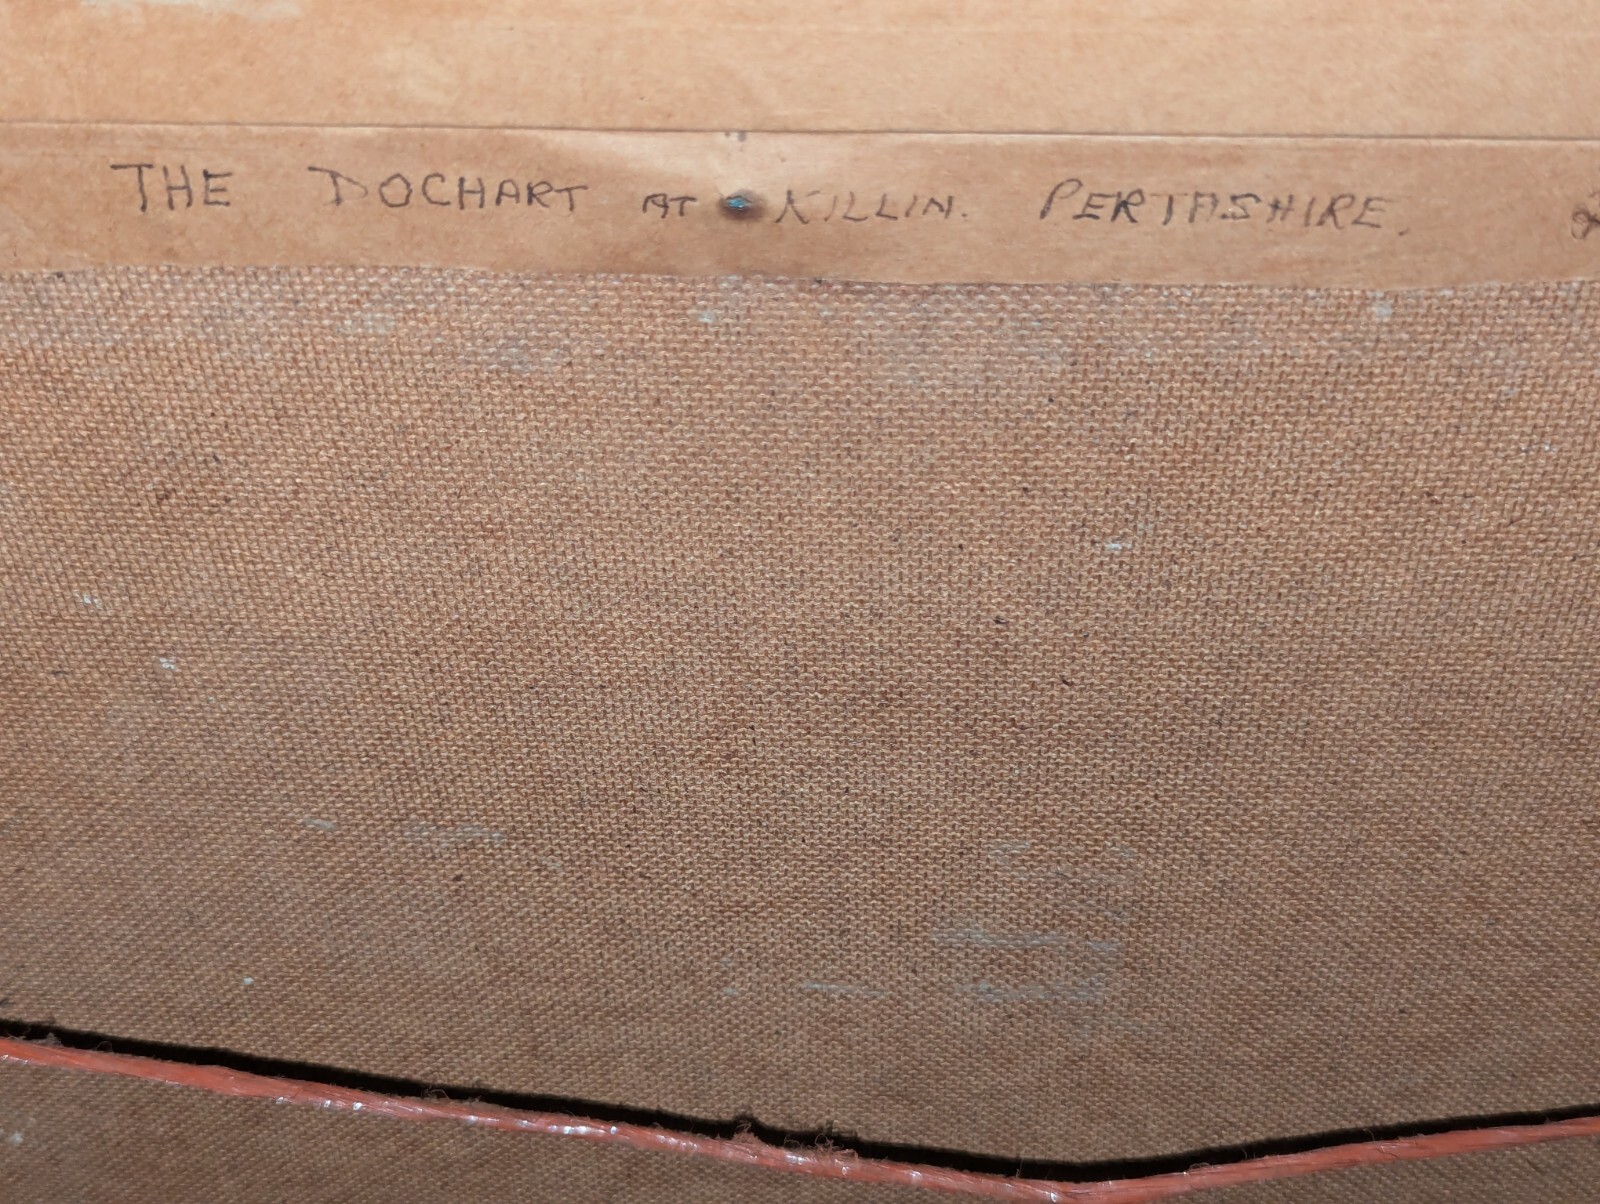 THE DOCHART AT KILLIN. PERTHSHIRE.